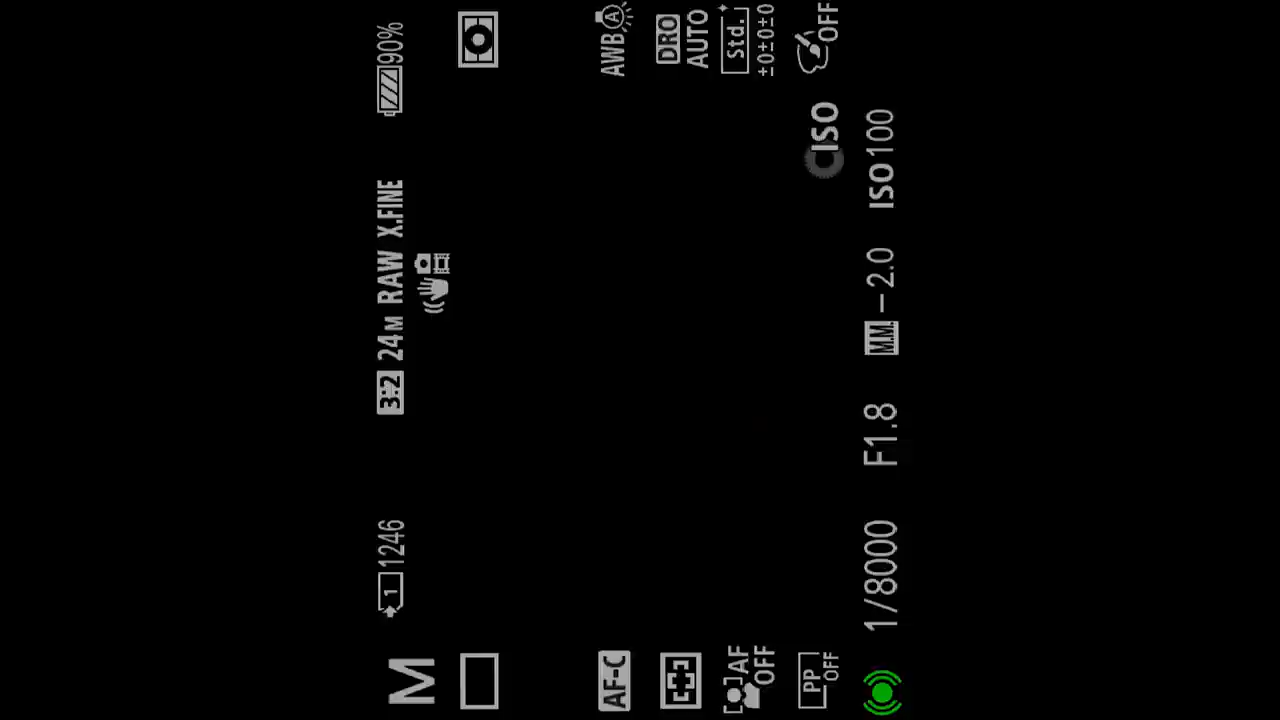 M 1 1246 3:2 24M RAW X.FINE 90%
AF-C AWB A
DRO
AF OFF AUTO
Std.
±0±0±0
PP OFF OFF
ISO
1/8000 F1.8 M.M. –2.0 ISO100